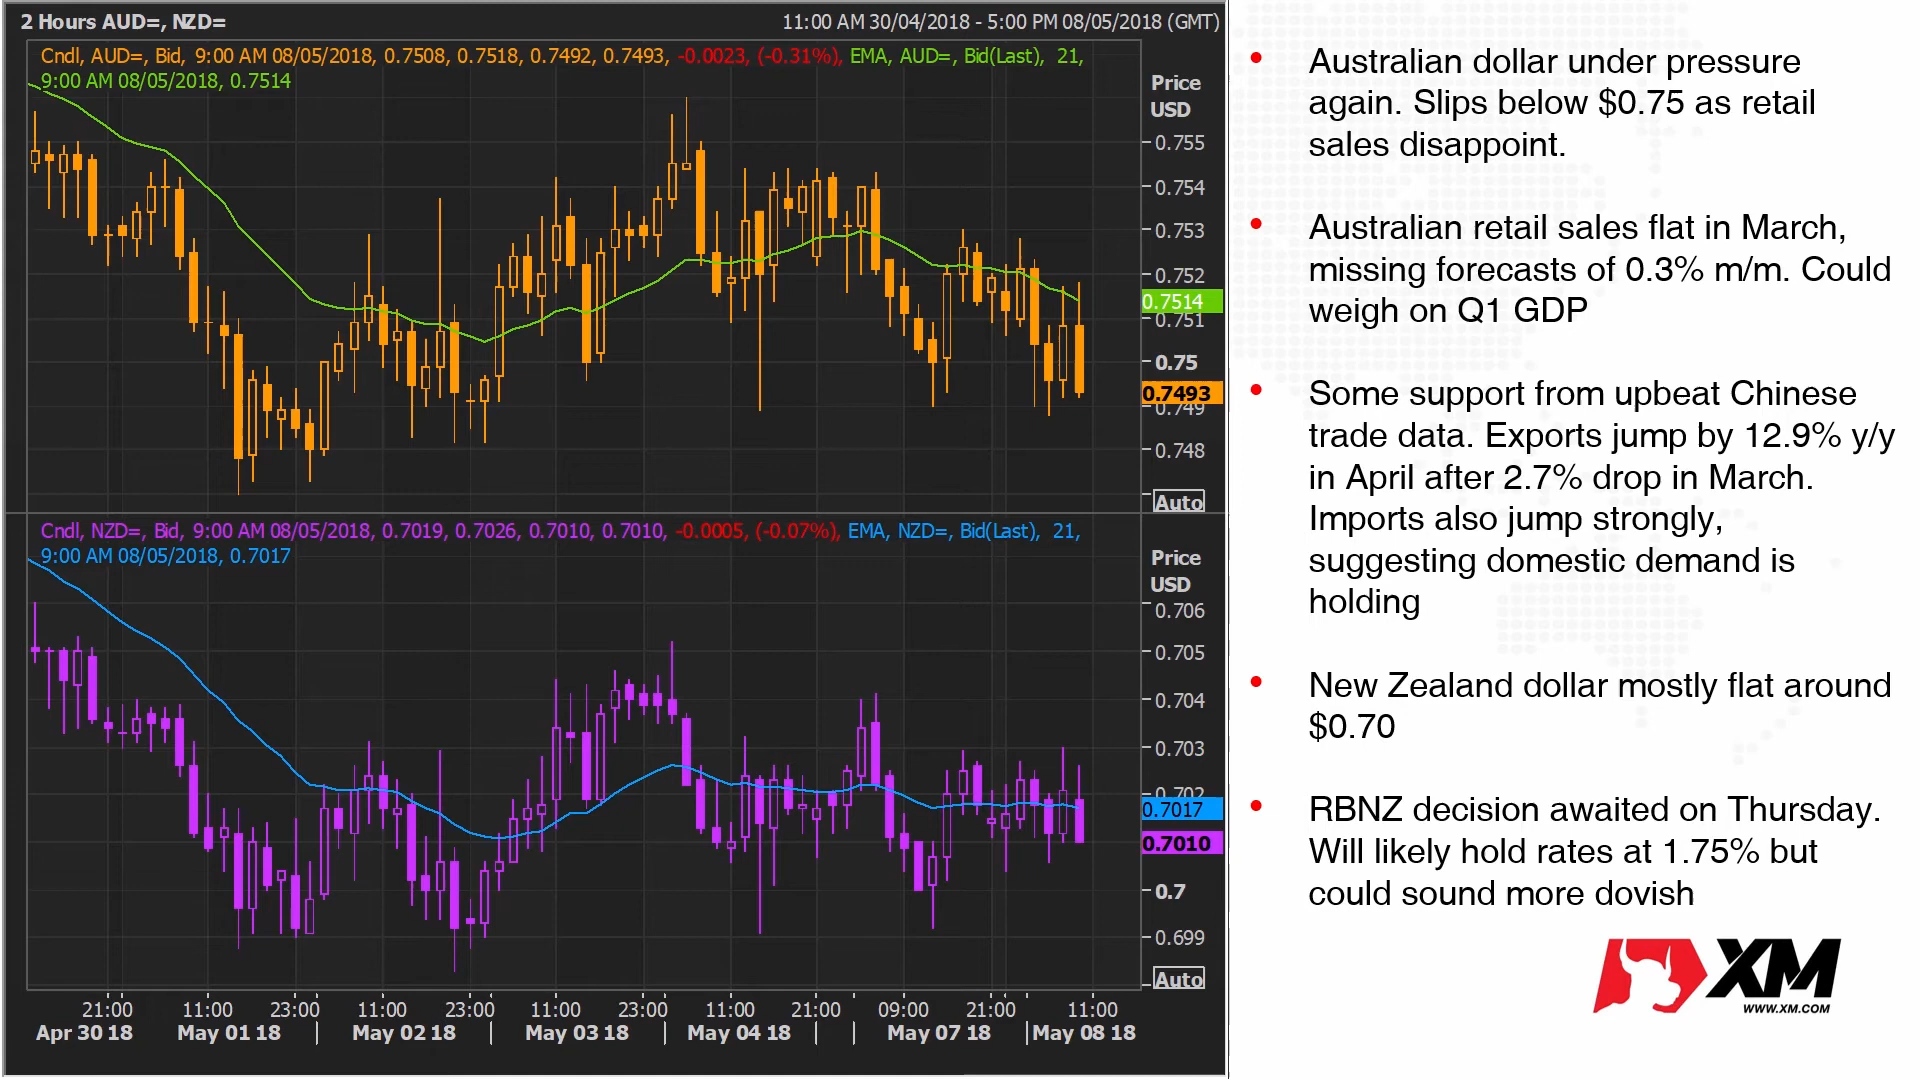 2 Hours AUD=, NZD=
11:00 AM 30/04/2018 - 5:00 PM 08/05/2018 (GMT)
Cndl, AUD=, Bid, 9:00 AM 08/05/2018, 0.7508, 0.7518, 0.7492, 0.7493, -0.0023, (-0.31%), EMA, AUD=, Bid(Last), 21,
9:00 AM 08/05/2018, 0.7514
Price
USD
0.755
0.754
0.753
0.752
0.7514
0.751
0.75
0.7493
0.749
0.748
Auto
Cndl, NZD=, Bid, 9:00 AM 08/05/2018, 0.7019, 0.7026, 0.7010, 0.7010, -0.0005, (-0.07%), EMA, NZD=, Bid(Last), 21,
9:00 AM 08/05/2018, 0.7017
Price
USD
0.706
0.705
0.704
0.703
0.702
0.7017
0.7010
0.7
0.699
Auto
21:00 11:00 23:00 11:00 23:00 11:00 23:00 11:00 21:00 09:00 21:00 11:00
Apr 30 18 May 01 18 May 02 18 May 03 18 May 04 18 May 07 18 May 08 18
• Australian dollar under pressure
again. Slips below $0.75 as retail
sales disappoint.
• Australian retail sales flat in March,
missing forecasts of 0.3% m/m. Could
weigh on Q1 GDP
• Some support from upbeat Chinese
trade data. Exports jump by 12.9% y/y
in April after 2.7% drop in March.
Imports also jump strongly,
suggesting domestic demand is
holding
• New Zealand dollar mostly flat around
$0.70
• RBNZ decision awaited on Thursday.
Will likely hold rates at 1.75% but
could sound more dovish
XM
WWW.XM.COM